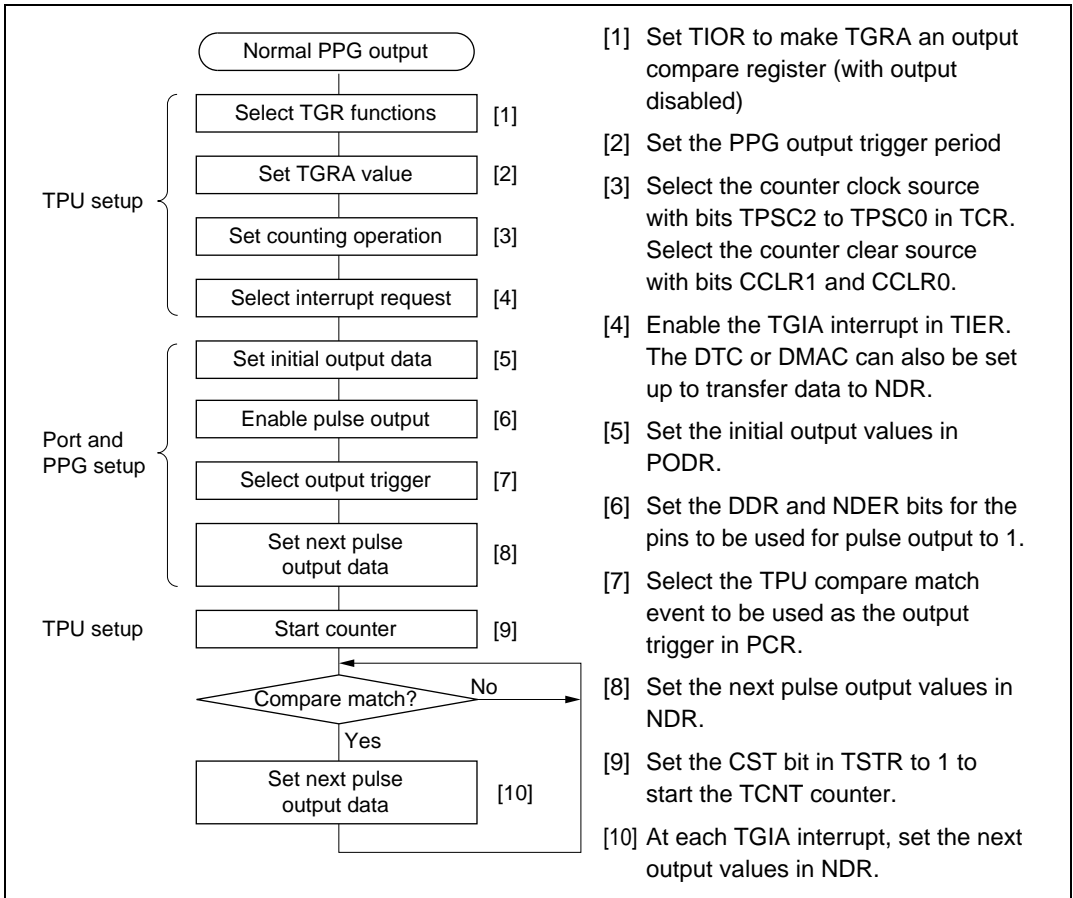 Normal PPG output
Select TGR functions [1]
Set TGRA value [2]
Set counting operation [3]
Select interrupt request [4]
TPU setup
Set initial output data [5]
Enable pulse output [6]
Select output trigger [7]
Set next pulse
output data [8]
Port and
PPG setup
TPU setup
Start counter [9]
Compare match?
No
Yes
Set next pulse
output data [10]
[1] Set TIOR to make TGRA an output
compare register (with output
disabled)
[2] Set the PPG output trigger period
[3] Select the counter clock source
with bits TPSC2 to TPSC0 in TCR.
Select the counter clear source
with bits CCLR1 and CCLR0.
[4] Enable the TGIA interrupt in TIER.
The DTC or DMAC can also be set
up to transfer data to NDR.
[5] Set the initial output values in
PODR.
[6] Set the DDR and NDER bits for the
pins to be used for pulse output to 1.
[7] Select the TPU compare match
event to be used as the output
trigger in PCR.
[8] Set the next pulse output values in
NDR.
[9] Set the CST bit in TSTR to 1 to
start the TCNT counter.
[10] At each TGIA interrupt, set the next
output values in NDR.